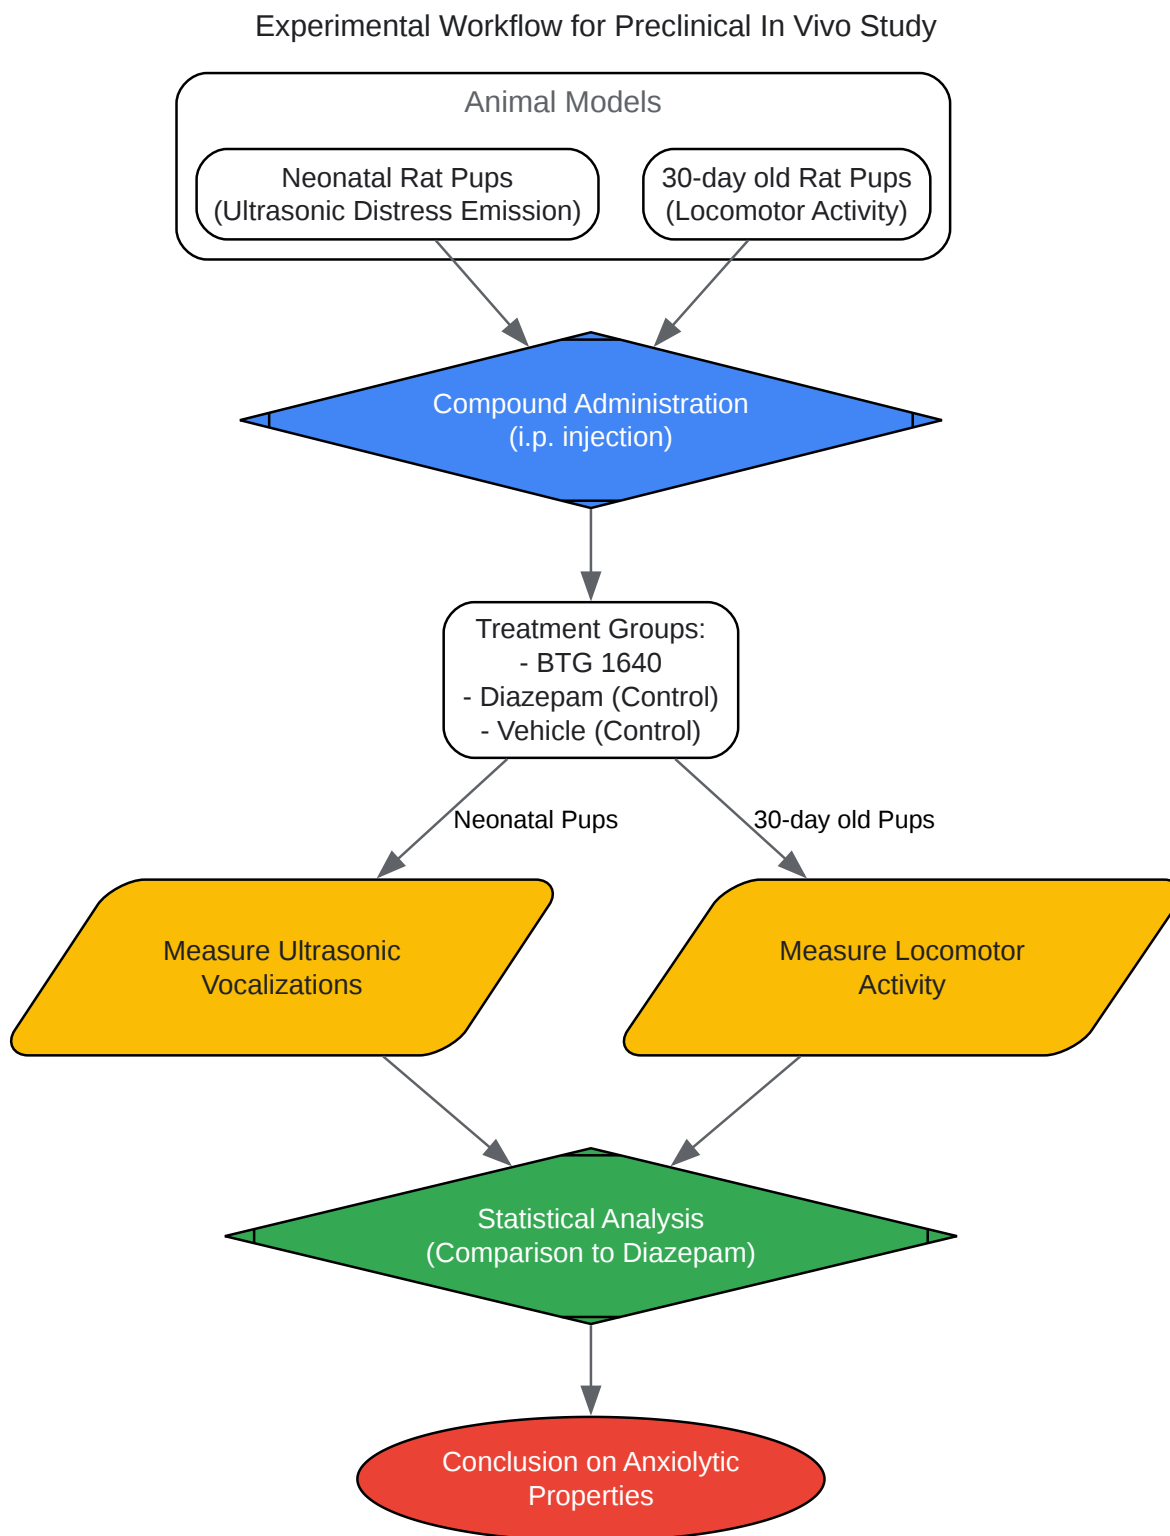 Experimental Workflow for Preclinical In Vivo Study
Animal Models
Neonatal Rat Pups
(Ultrasonic Distress Emission)
30-day old Rat Pups
(Locomotor Activity)
Compound Administration
(i.p. injection)
Treatment Groups:
- BTG 1640
- Diazepam (Control)
- Vehicle (Control)
Neonatal Pups
30-day old Pups
Measure Ultrasonic
Vocalizations
Measure Locomotor
Activity
Statistical Analysis
(Comparison to Diazepam)
Conclusion on Anxiolytic
Properties